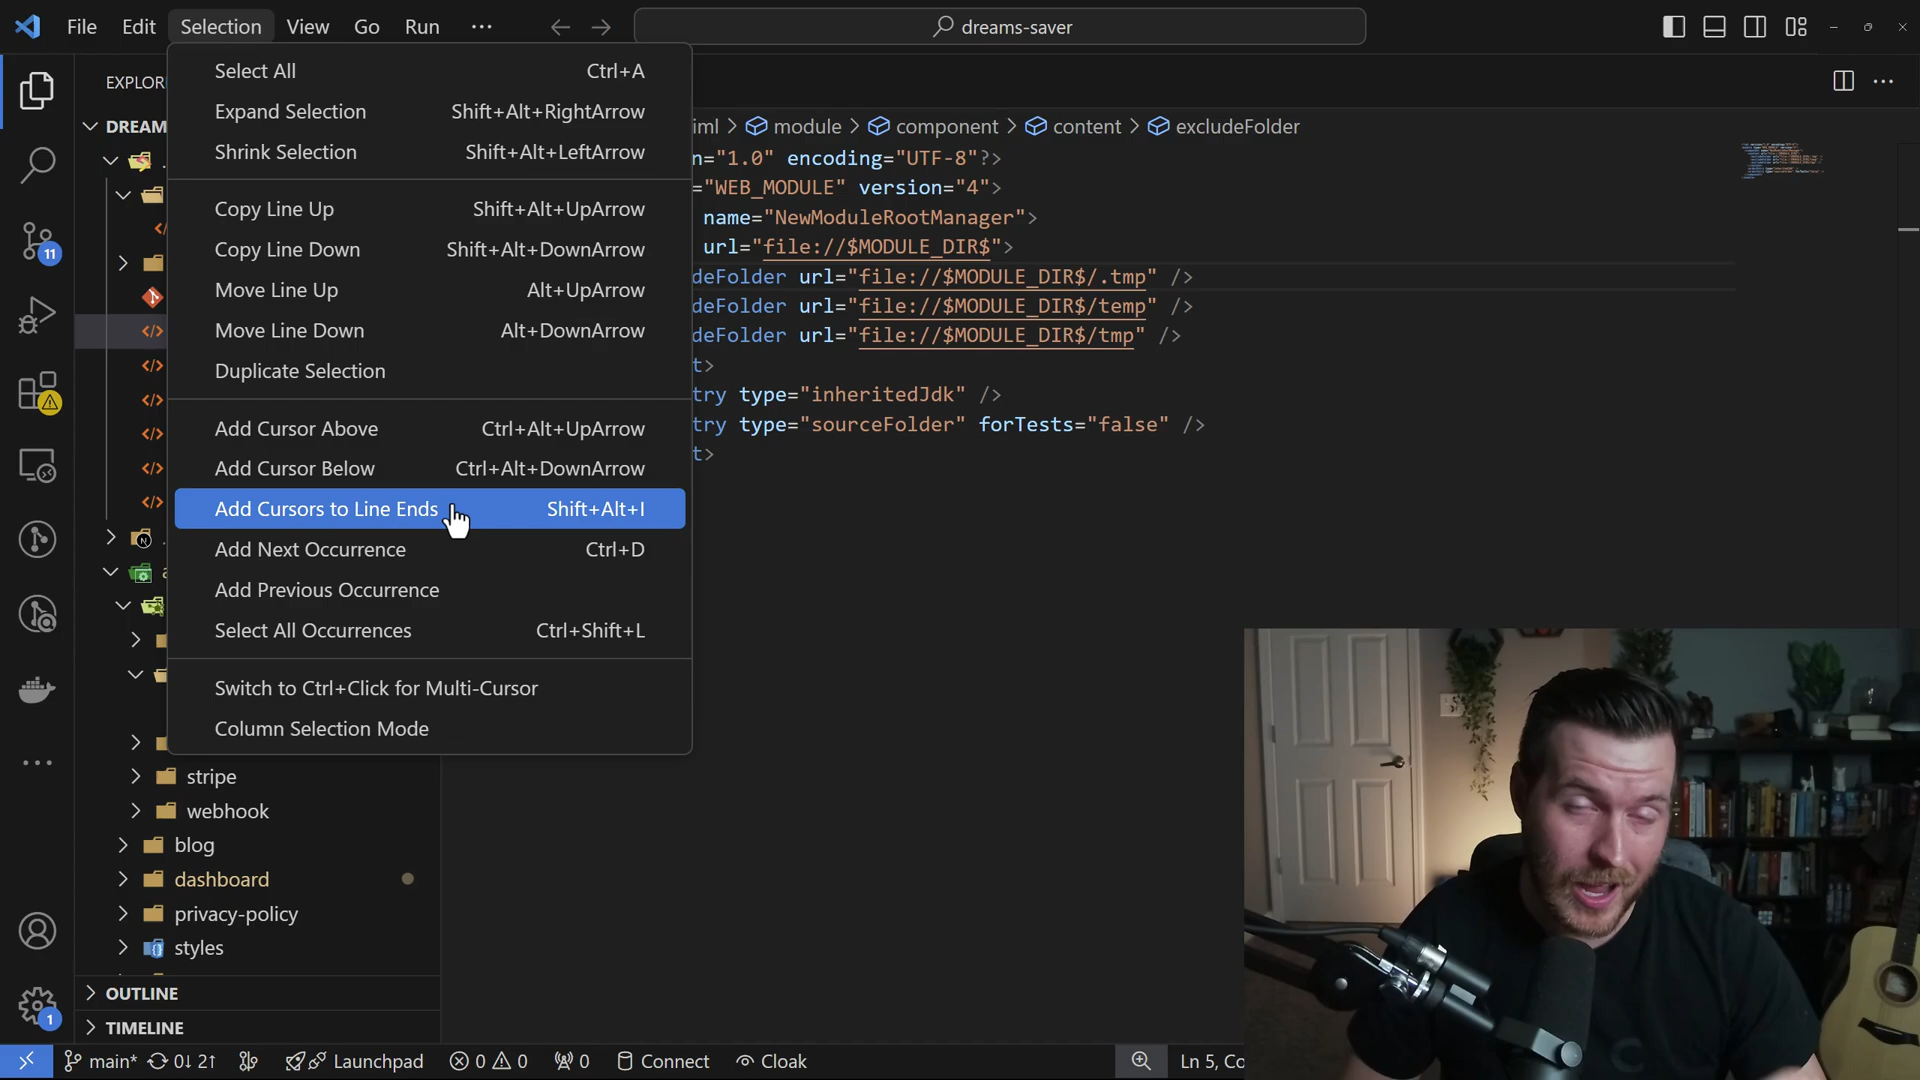 File Edit Selection View Go Run ··· dreams-saver
EXPLOR
DREAM
Select All Ctrl+A
Expand Selection Shift+Alt+RightArrow
Shrink Selection Shift+Alt+LeftArrow
Copy Line Up Shift+Alt+UpArrow
Copy Line Down Shift+Alt+DownArrow
Move Line Up Alt+UpArrow
Move Line Down Alt+DownArrow
Duplicate Selection
Add Cursor Above Ctrl+Alt+UpArrow
Add Cursor Below Ctrl+Alt+DownArrow
Add Cursors to Line Ends Shift+Alt+I
Add Next Occurrence Ctrl+D
Add Previous Occurrence
Select All Occurrences Ctrl+Shift+L
Switch to Ctrl+Click for Multi-Cursor
Column Selection Mode
iml > module > component > content > excludeFolder
n="1.0" encoding="UTF-8"?>
="WEB_MODULE" version="4">
name="NewModuleRootManager">
url="file://$MODULE_DIR$">
deFolder url="file://$MODULE_DIR$/.tmp" />
deFolder url="file://$MODULE_DIR$/temp" />
deFolder url="file://$MODULE_DIR$/tmp" />
t>
try type="inheritedJdk" />
try type="sourceFolder" forTests="false" />
t>
11
stripe
webhook
blog
dashboard
privacy-policy
styles
OUTLINE
TIMELINE
1
main* 0↓ 2↑ Launchpad 0 0 0 Connect Cloak Ln 5, Co